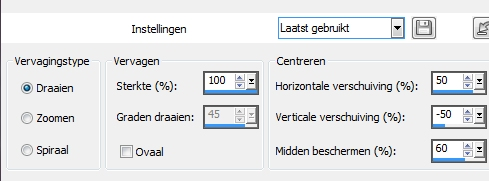 Instellingen Laatst gebruikt
Vervagingstype Vervagen Centreren
Draaien Sterkte (%): 100 Horizontale verschuiving (%): 50
Zoomen Graden draaien: 45 Verticale verschuiving (%): -50
Spiraal Ovaal Midden beschermen (%): 60